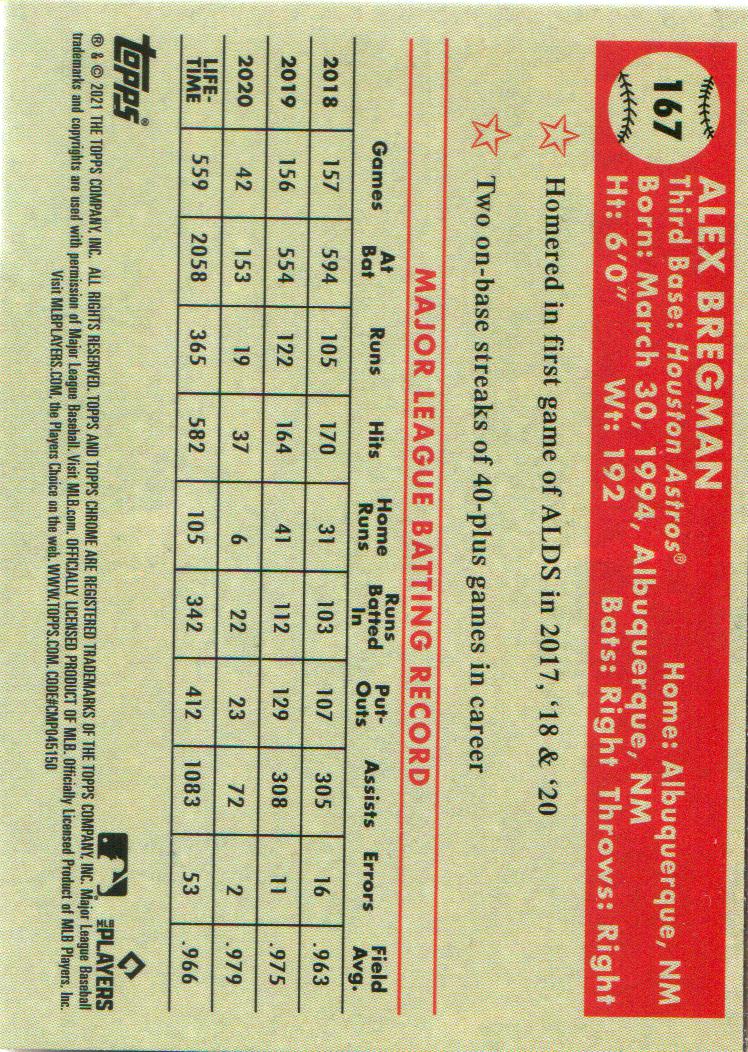 167
ALEX BREGMAN
Third Base: Houston Astros® Home: Albuquerque, NM
Born: March 30, 1994, Albuquerque, NM
Ht: 6'0" Wt: 192 Bats: Right Throws: Right
Homered in first game of ALDS in 2017, ‘18 & ‘20
Two on-base streaks of 40-plus games in career
MAJOR LEAGUE BATTING RECORD
Games At Bat Runs Hits Home Runs Runs Batted In Put-Outs Assists Errors Field Avg.
2018 157 594 105 170 31 103 107 305 16 .963
2019 156 554 122 164 41 112 129 308 11 .975
2020 42 153 19 37 6 22 23 72 2 .979
LIFE-TIME 559 2058 365 582 105 342 412 1083 53 .966
topps®
MLB PLAYERS
® & © 2021 THE TOPPS COMPANY, INC. ALL RIGHTS RESERVED. TOPPS AND TOPPS CHROME ARE REGISTERED TRADEMARKS OF THE TOPPS COMPANY, INC. Major League Baseball
trademarks and copyrights are used with permission of Major League Baseball. Visit MLB.com. OFFICIALLY LICENSED PRODUCT OF MLB. Officially Licensed Product of MLB Players, Inc.
Visit MLBPLAYERS.COM, the Players Choice on the web. WWW.TOPPS.COM. CODE#CMP045150